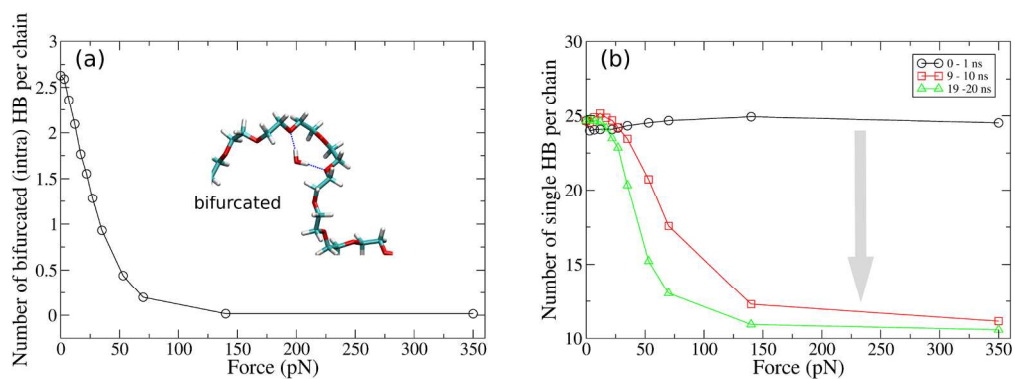 Number of bifurcated (intra) HB per chain
3
2.5
2
1.5
1
0.5
0
(a)
bifurcated
0 50 100 150 200 250 300 350
Force (pN)
Number of single HB per chain
30
25
20
15
10
(b)
0 - 1 ns
9 - 10 ns
19 -20 ns
0 50 100 150 200 250 300 350
Force (pN)